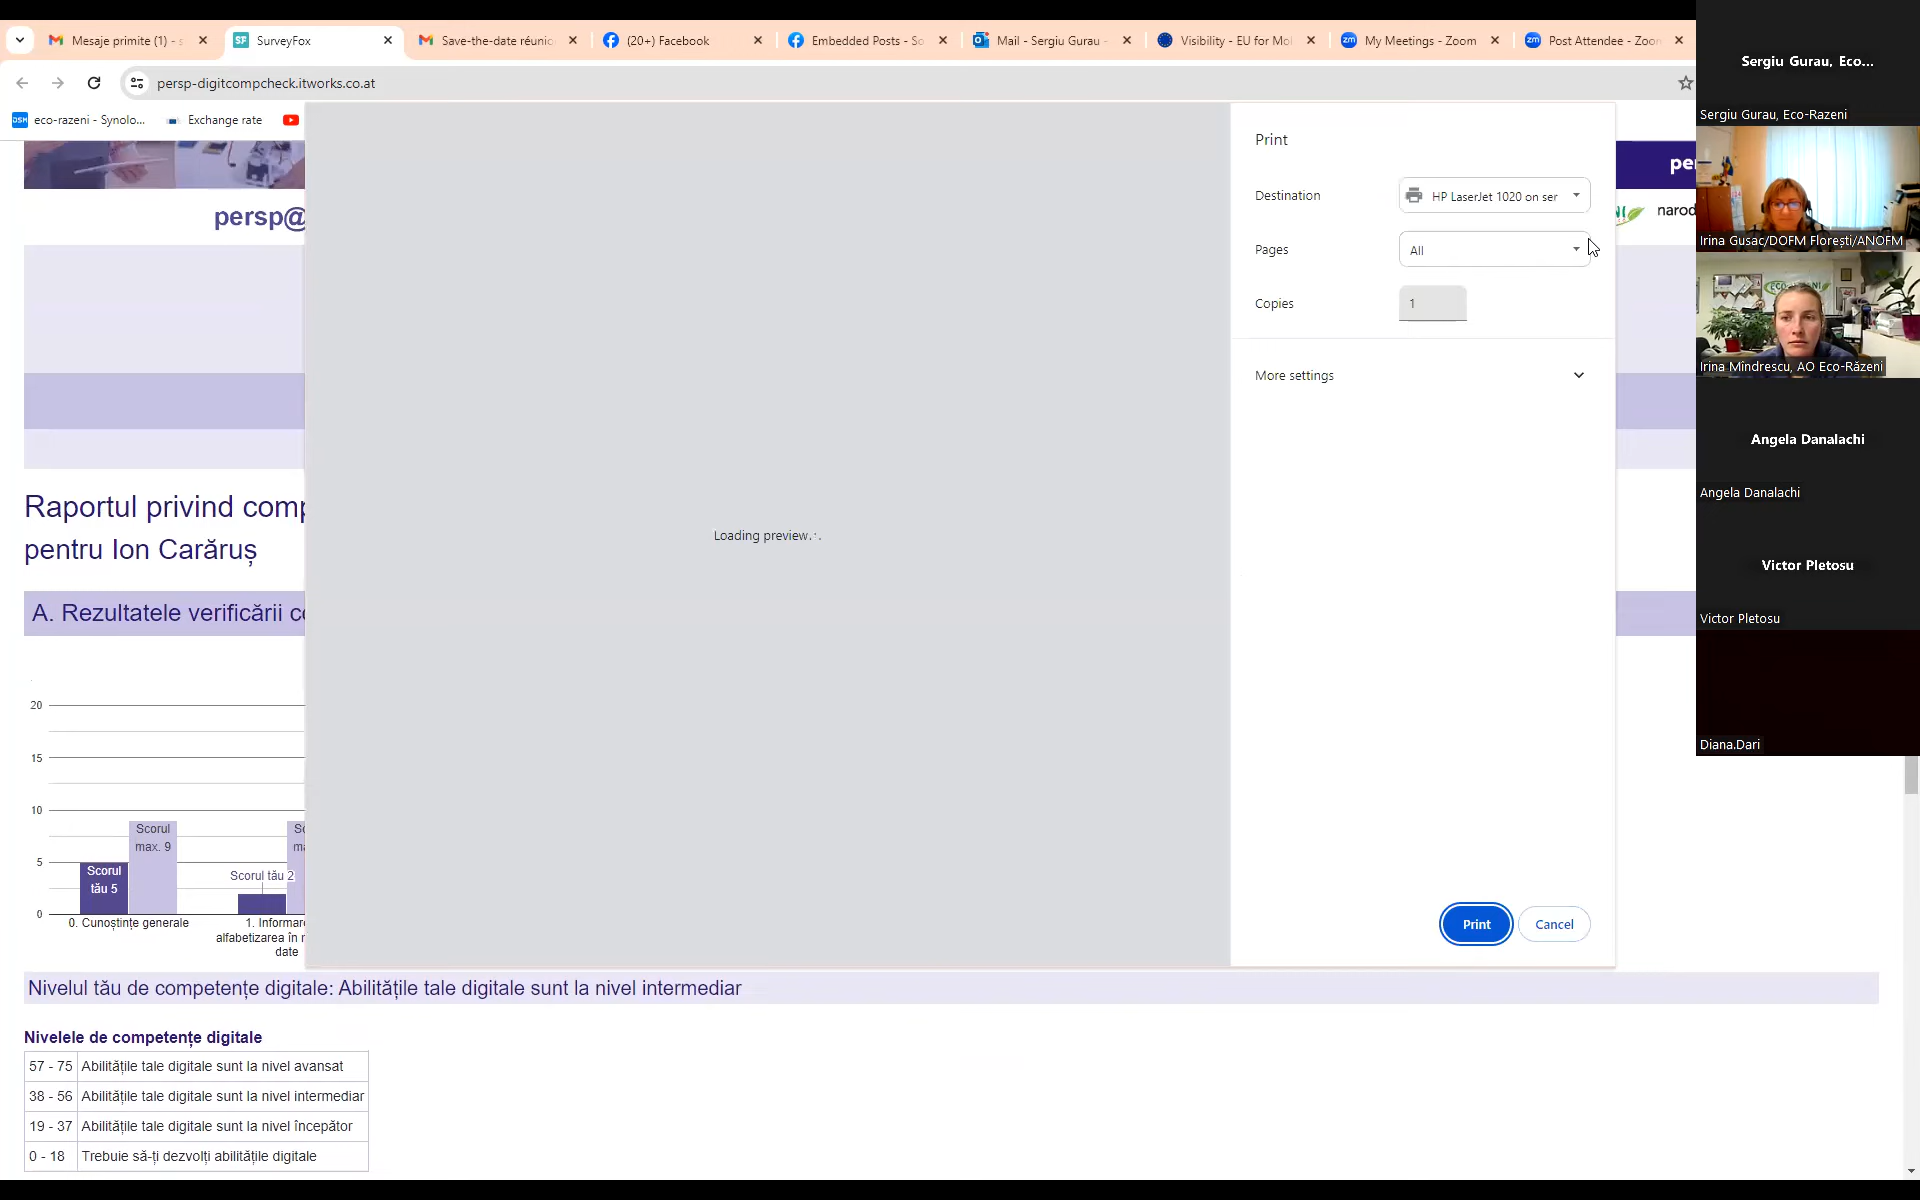 Mesaje primite (1) - s
SurveyFox
Save-the-date réunio
(20+) Facebook
Embedded Posts - So
Mail - Sergiu Gurau -
Visibility - EU for Mol
My Meetings - Zoom
Post Attendee - Zoom
persp-digitcompcheck.itworks.co.at
eco-razeni - Synolo...
Exchange rate
persp@
Raportul privind comp
pentru Ion Carăruș
A. Rezultatele verificării co
20
15
10
5
0
Scorul
tău 5
Scorul
max. 9
Scorul tău 2
0. Cunoștințe generale
1. Informare
date
Nivelul tău de competențe digitale: Abilitățile tale digitale sunt la nivel intermediar
Nivelele de competențe digitale
57 - 75 Abilitățile tale digitale sunt la nivel avansat
38 - 56 Abilitățile tale digitale sunt la nivel intermediar
19 - 37 Abilitățile tale digitale sunt la nivel începător
0 - 18 Trebuie să-ți dezvolți abilitățile digitale
Loading preview...
Print
Destination HP LaserJet 1020 on ser
Pages All
Copies 1
More settings
Print Cancel
pe
narod
Sergiu Gurau, Eco...
Sergiu Gurau, Eco-Razeni
Irina Gusac/DOFM Florești/ANOFM
Irina Mîndrescu, AO Eco-Răzeni
Angela Danalachi
Angela Danalachi
Victor Pletosu
Victor Pletosu
Diana.Dari